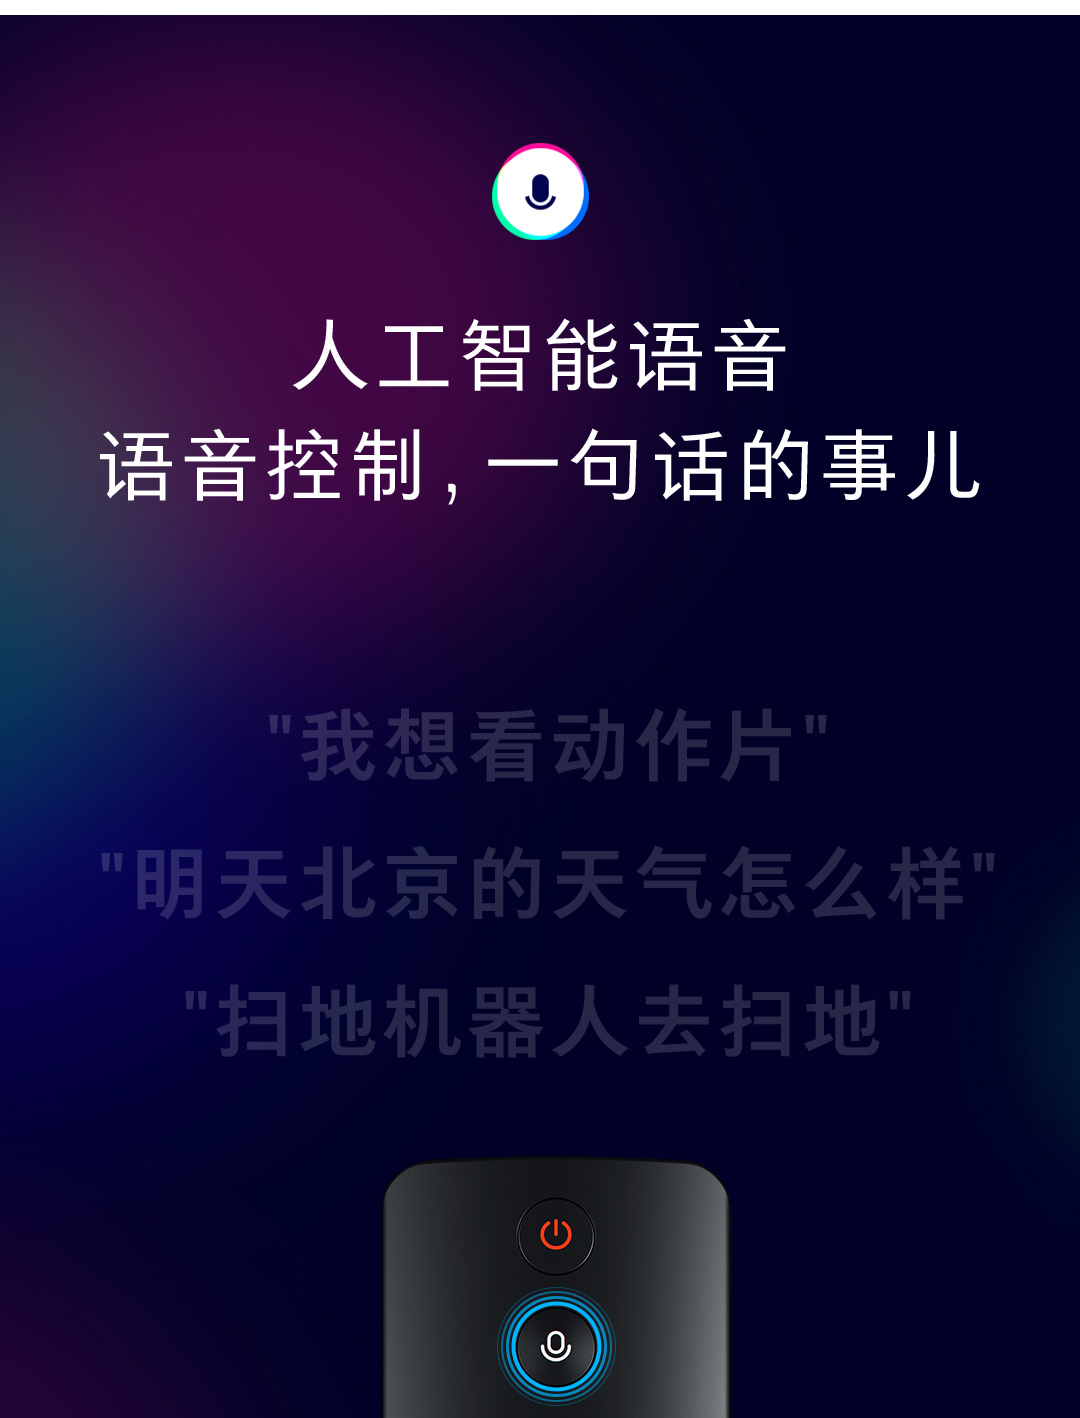 人工智能语音
语音控制，一句话的事儿
"我想看动作片"
"明天北京的天气怎么样"
"扫地机器人去扫地"